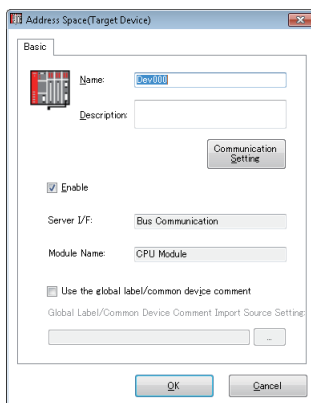 Address Space(Target Device)
Basic
Name:
Dev000
Description:
Communication
Setting
Enable
Server I/F:
Bus Communication
Module Name:
CPU Module
Use the global label/common device comment
Global Label/Common Device Comment Import Source Setting:
...
OK
Cancel